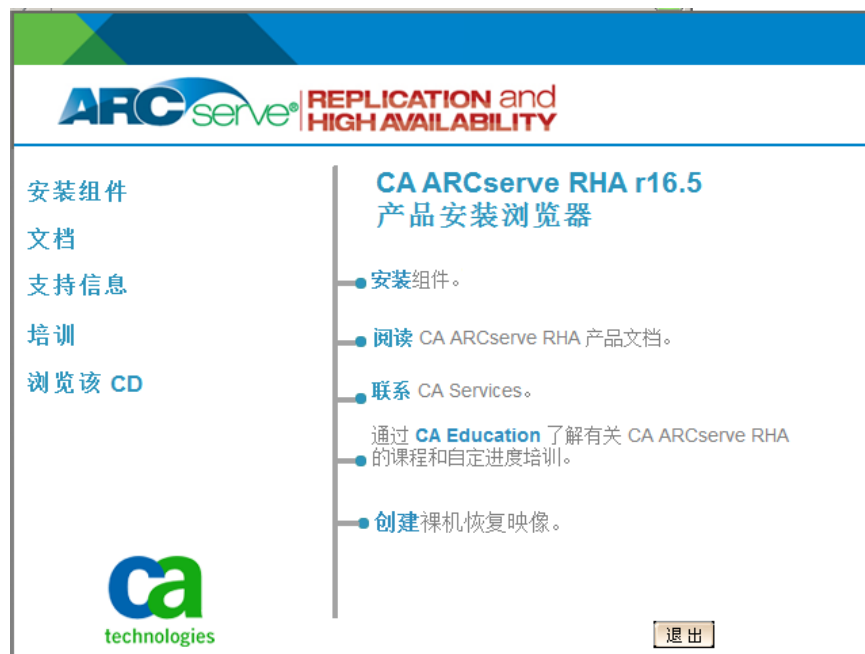 ARCserve® REPLICATION and
HIGH AVAILABILITY
安装组件
文档
支持信息
培训
浏览该 CD
CA ARCserve RHA r16.5
产品安装浏览器
安装组件。
阅读 CA ARCserve RHA 产品文档。
联系 CA Services。
通过 CA Education 了解有关 CA ARCserve RHA
的课程和自定进度培训。
创建裸机恢复映像。
ca
technologies
退出